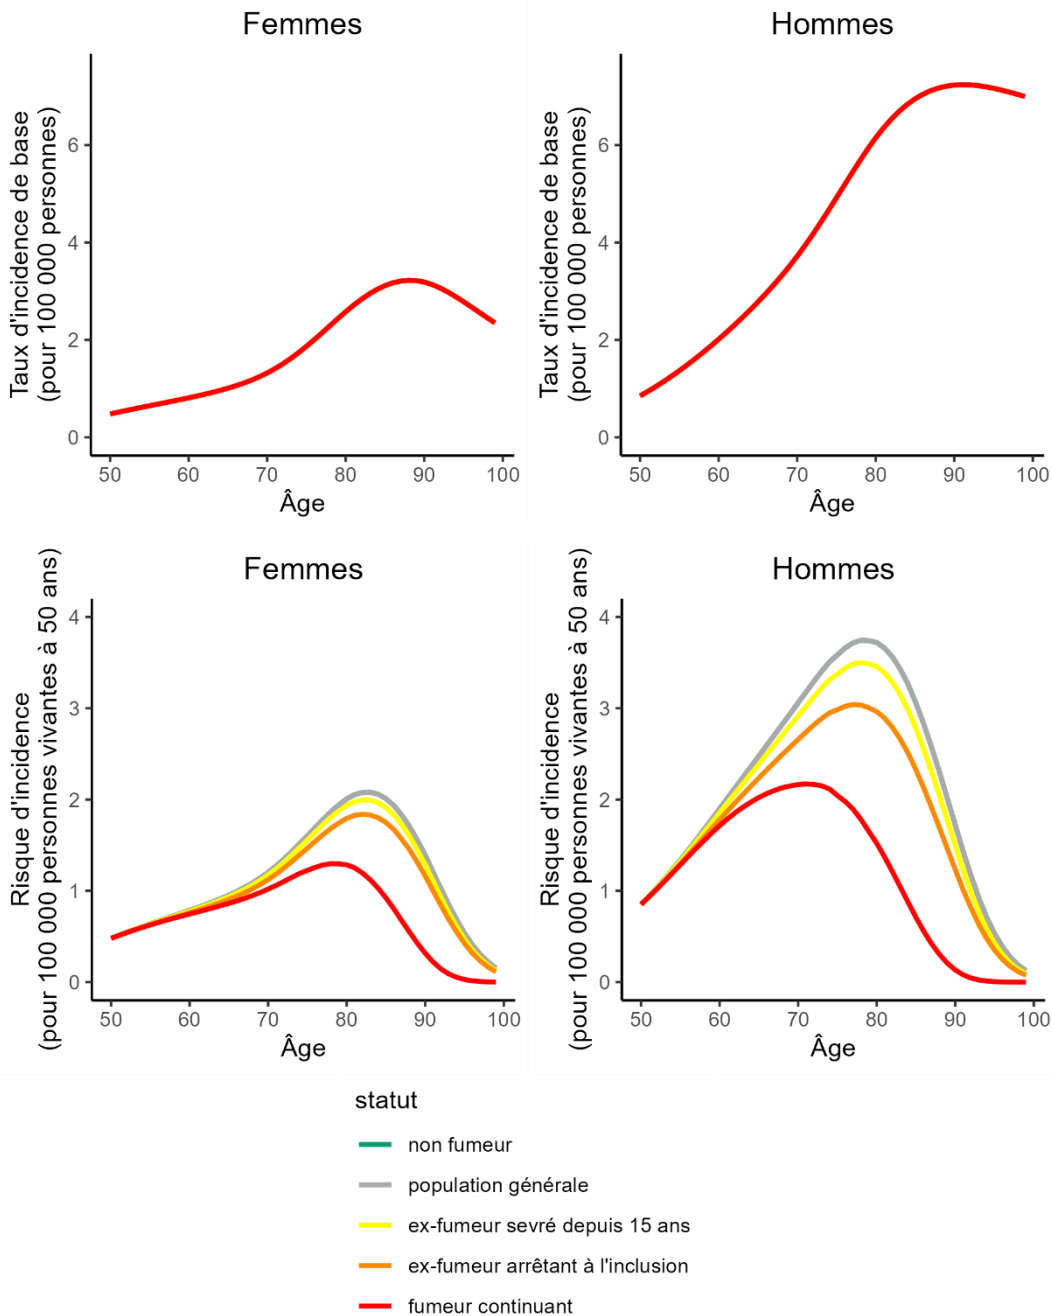 Femmes
Hommes
Taux d'incidence de base
(pour 100 000 personnes)
6
4
2
0
50 60 70 80 90 100
Âge
Taux d'incidence de base
(pour 100 000 personnes)
6
4
2
0
50 60 70 80 90 100
Âge
Femmes
Hommes
Risque d'incidence
(pour 100 000 personnes vivantes à 50 ans)
4
3
2
1
0
50 60 70 80 90 100
Âge
Risque d'incidence
(pour 100 000 personnes vivantes à 50 ans)
4
3
2
1
0
50 60 70 80 90 100
Âge
statut
non fumeur
population générale
ex-fumeur sevré depuis 15 ans
ex-fumeur arrêtant à l'inclusion
fumeur continuant